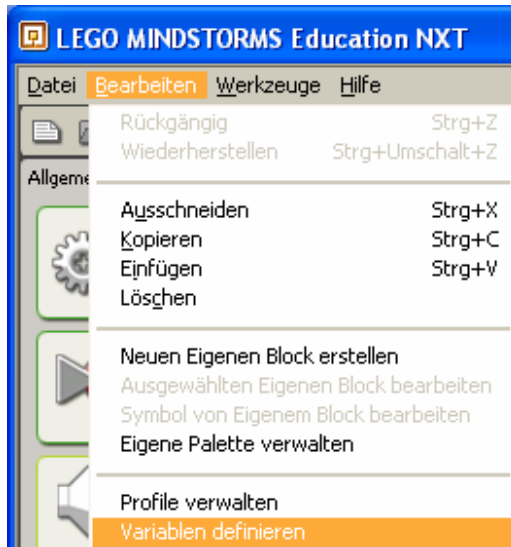 LEGO MINDSTORMS Education NXT
Datei Bearbeiten Werkzeuge Hilfe
Rückgängig Strg+Z
Wiederherstellen Strg+Umschalt+Z
Allgeme
Ausschneiden Strg+X
Kopieren Strg+C
Einfügen Strg+V
Löschen
Neuen Eigenen Block erstellen
Ausgewählten Eigenen Block bearbeiten
Symbol von Eigenem Block bearbeiten
Eigene Palette verwalten
Profile verwalten
Variablen definieren